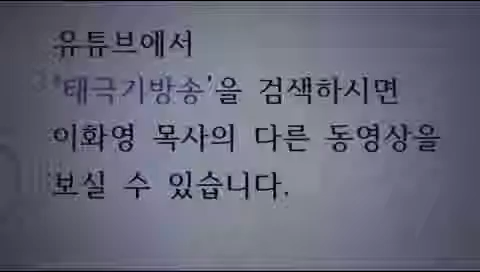 유튜브에서
'태극기방송'을 검색하시면
이화영 목사의 다른 동영상을
보실 수 있습니다.